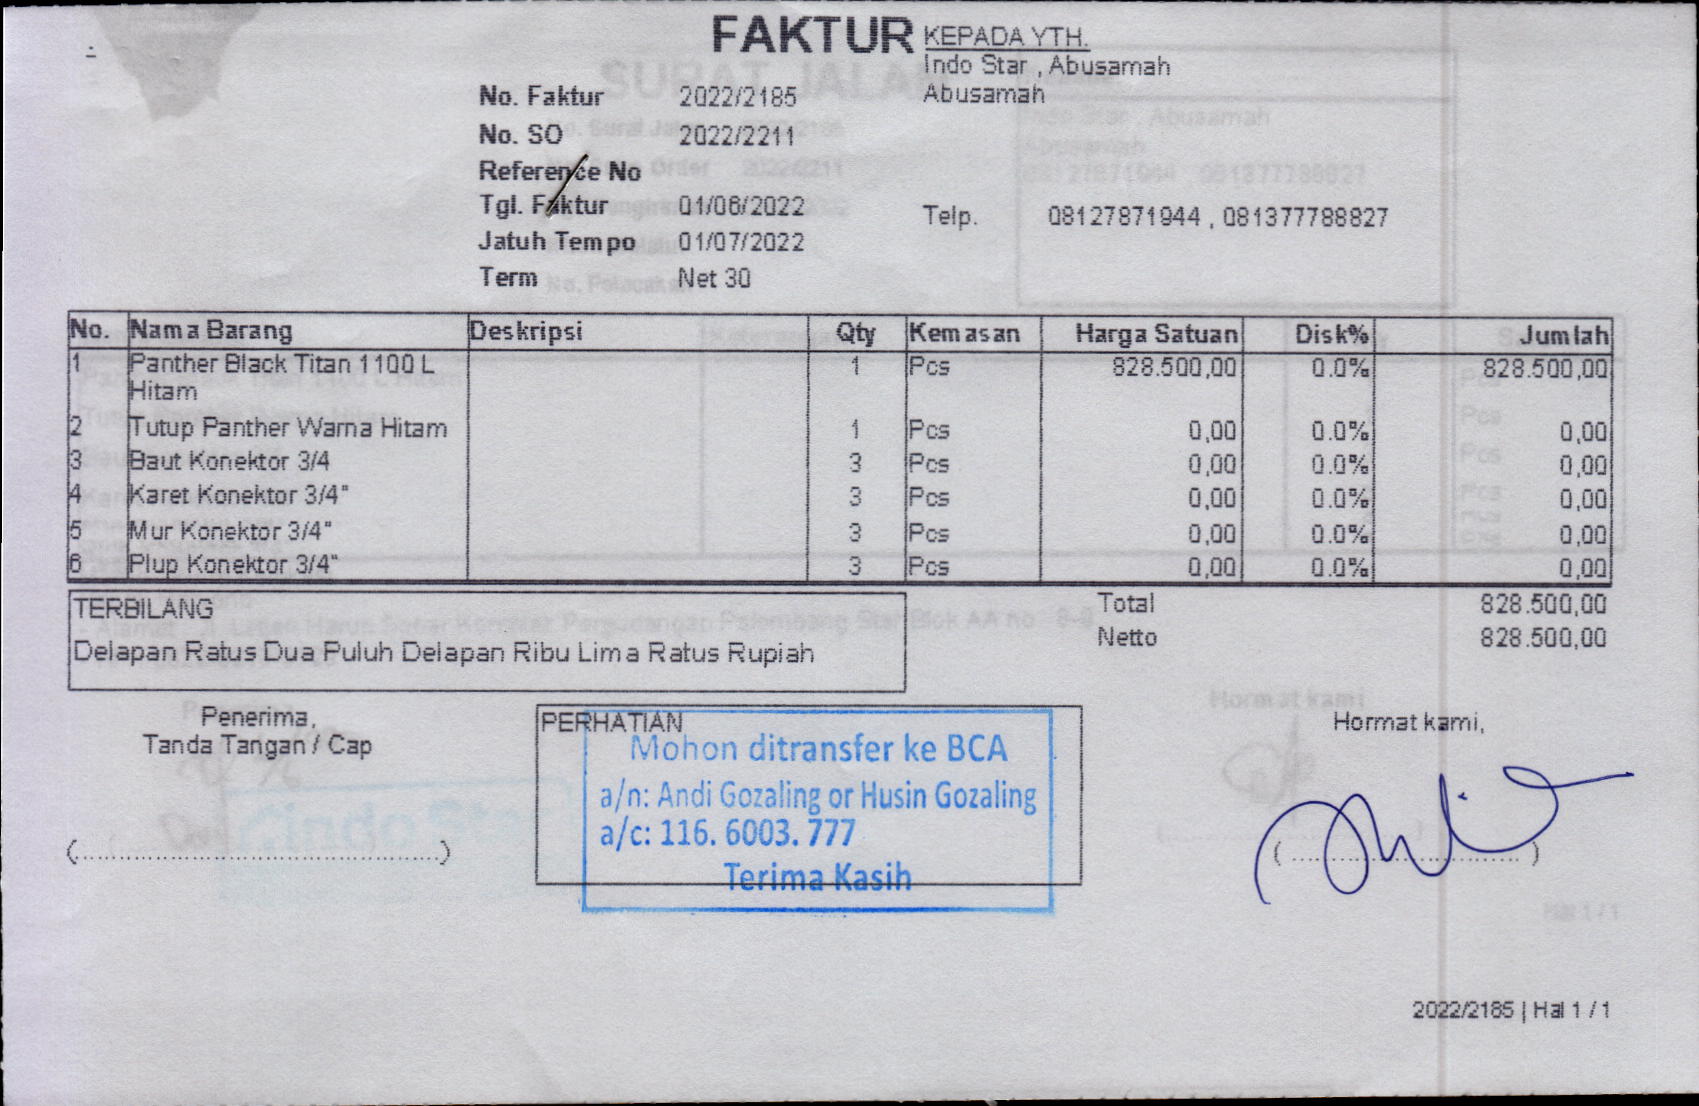 FAKTUR
KEPADA YTH.
Indo Star , Abusamah
Abusamah
No. Faktur 2022/2185
No. SO 2022/2211
Reference No
Tgl. Faktur 01/06/2022
Jatuh Tempo 01/07/2022
Term Net 30
Telp. 08127871944 , 081377788827
No. Nama Barang Deskripsi Qty Kemasan Harga Satuan Disk% Jumlah
1 Panther Black Titan 1100 L 1 Pcs 828.500,00 0.0% 828.500,00
Hitam
2 Tutup Panther Warna Hitam 1 Pcs 0,00 0.0% 0,00
3 Baut Konektor 3/4 3 Pcs 0,00 0.0% 0,00
4 Karet Konektor 3/4" 3 Pcs 0,00 0.0% 0,00
5 Mur Konektor 3/4" 3 Pcs 0,00 0.0% 0,00
6 Plup Konektor 3/4" 3 Pcs 0,00 0.0% 0,00
TERBILANG
Delapan Ratus Dua Puluh Delapan Ribu Lima Ratus Rupiah
Total 828.500,00
Netto 828.500,00
Penerima,
Tanda Tangan / Cap
(..........................................................)
PERHATIAN
Mohon ditransfer ke BCA
a/n: Andi Gozaling or Husin Gozaling
a/c: 116. 6003. 777
Terima Kasih
Hormat kami,
( ...................................... )
2022/2185 | Hal 1 / 1